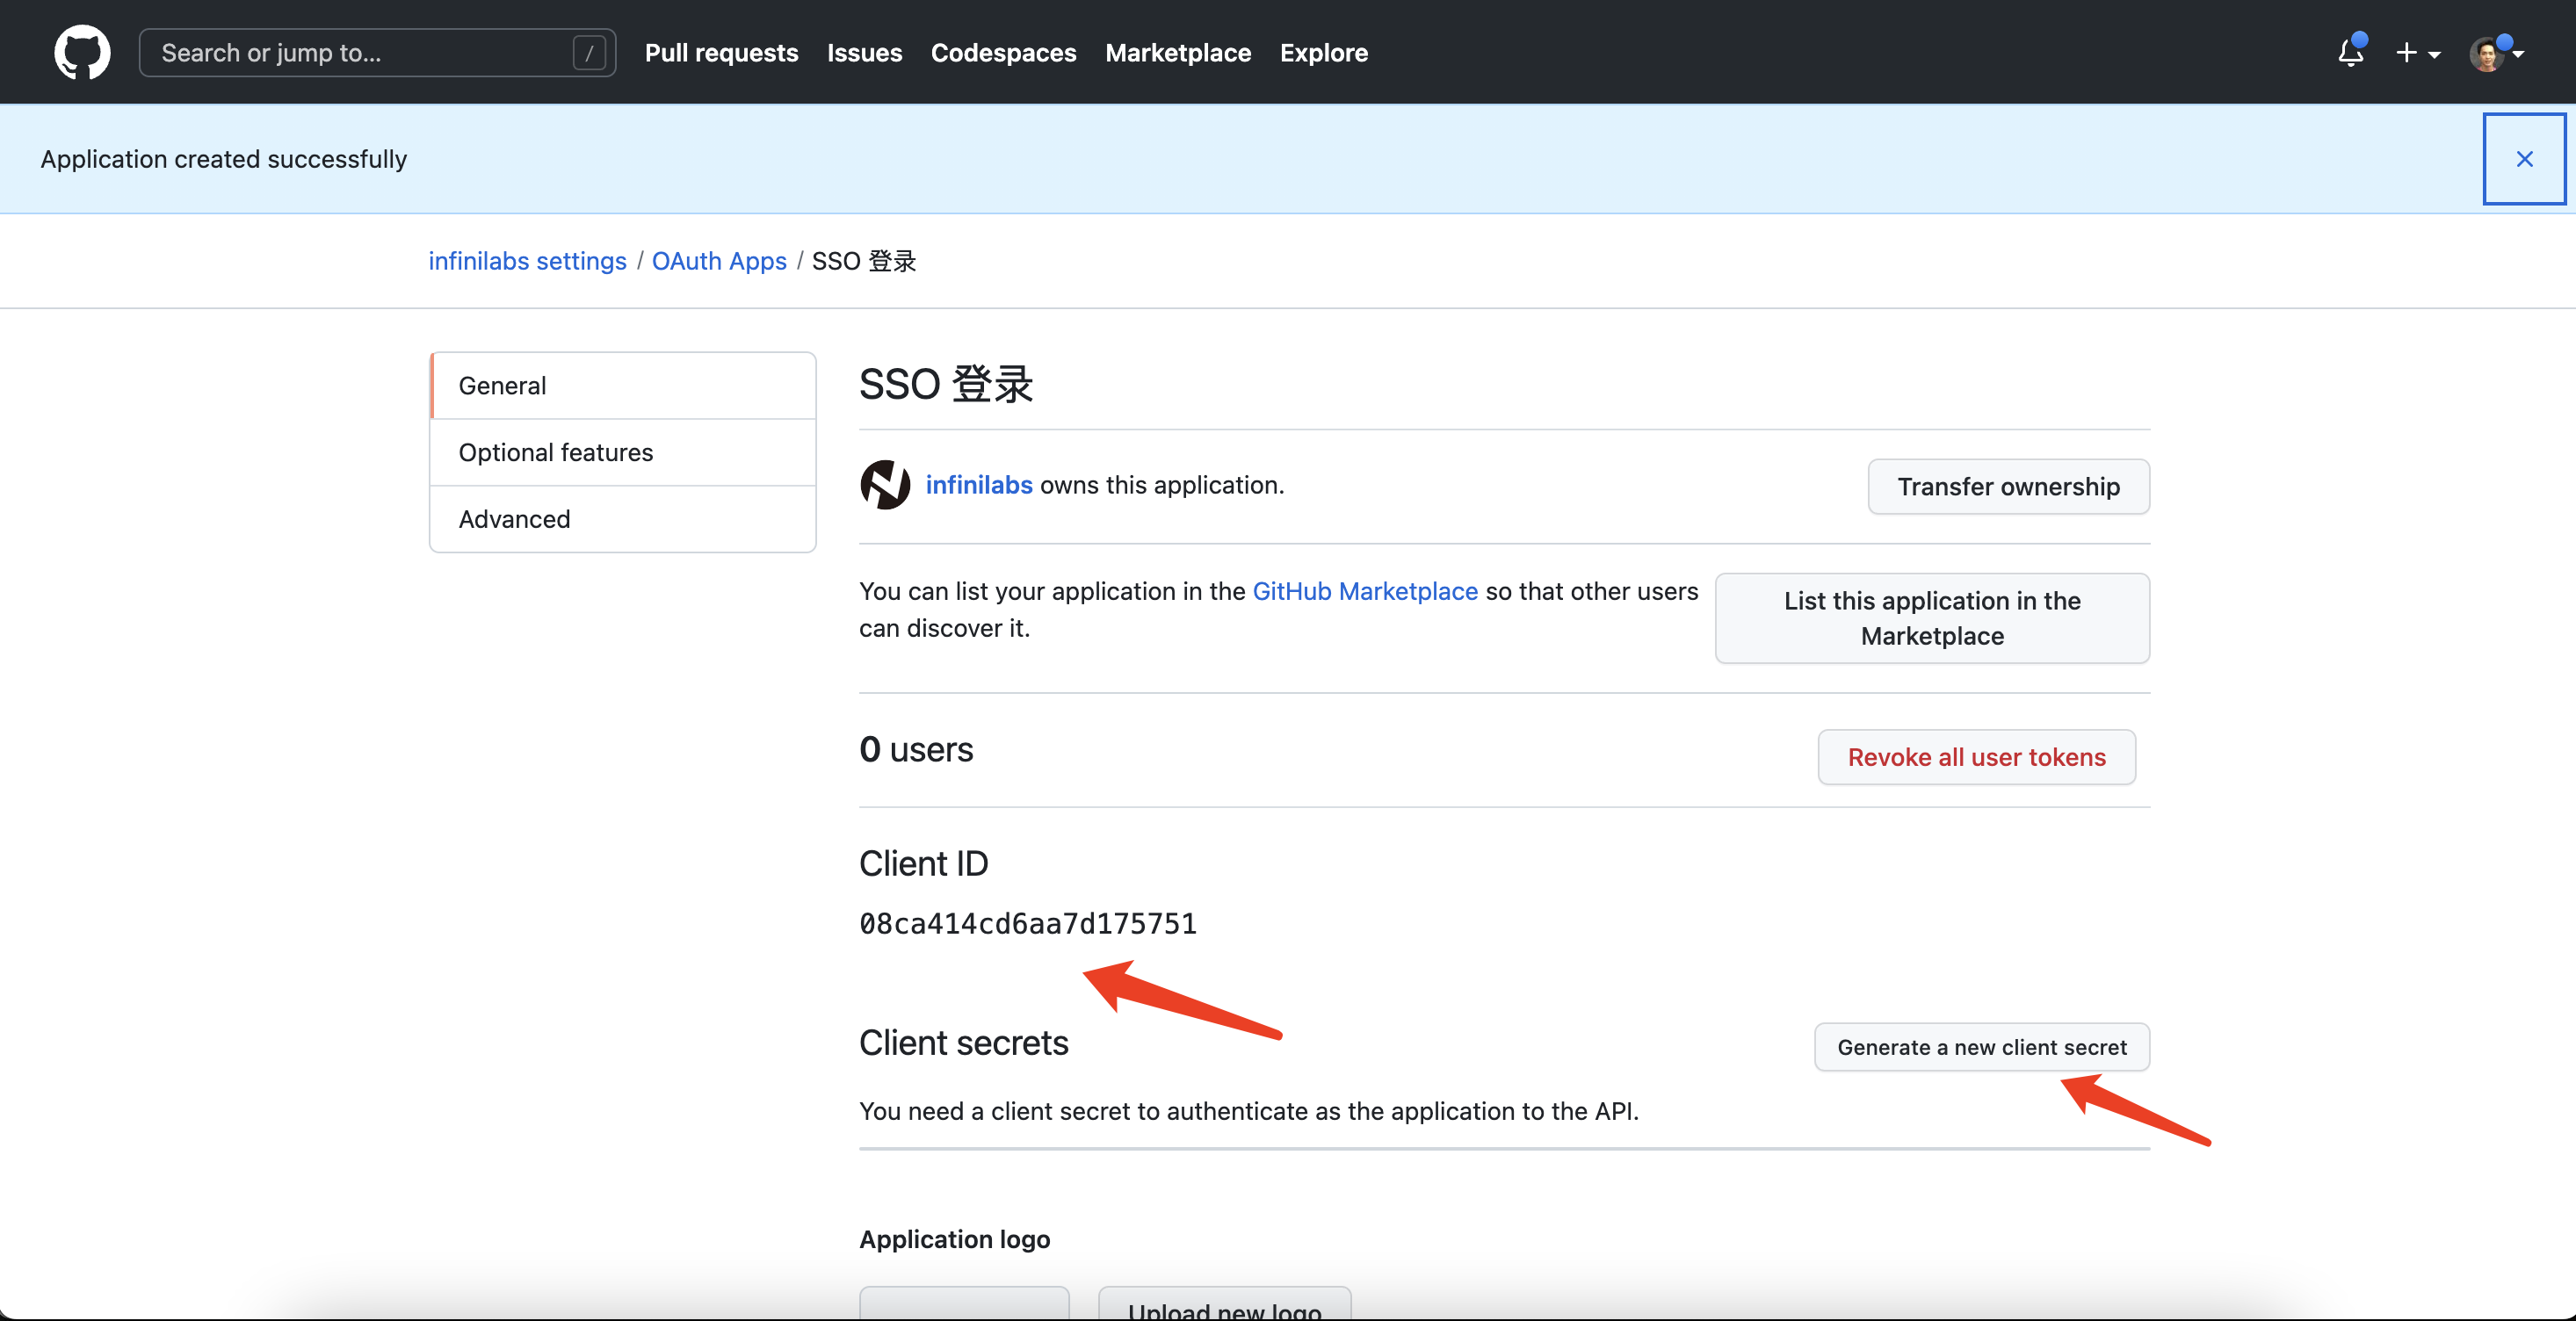 Search or jump to... /
Pull requests
Issues
Codespaces
Marketplace
Explore
Application created successfully
infinilabs settings / OAuth Apps / SSO 登录
General
Optional features
Advanced
SSO 登录
infinilabs owns this application.
Transfer ownership
You can list your application in the GitHub Marketplace so that other users
can discover it.
List this application in the
Marketplace
0 users
Revoke all user tokens
Client ID
08ca414cd6aa7d175751
Client secrets
Generate a new client secret
You need a client secret to authenticate as the application to the API.
Application logo
Upload new logo